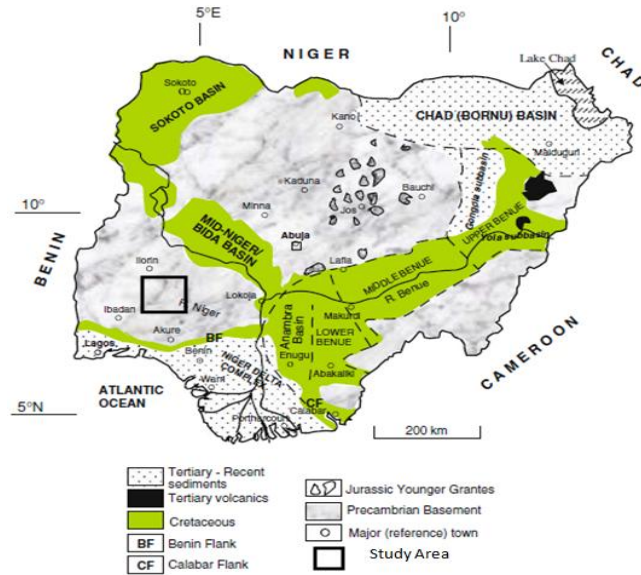 5°E
10°
NIGER
CHAD
Lake Chad
Sokoto
SOKOTO BASIN
Kano
CHAD (BORNU) BASIN
Maiduguri
Kaduna
Bauchi
Gongola subbasin
Minna
Jos
10°
UPPER BENUE
Yola subbasin
BENIN
MID-NIGER/
BIDA BASIN
Abuja
Lafia
MIDDLE BENUE
R. Benue
Ilorin
Lokoja
R. Niger
Ibadan
Makurdi
Akure
Anambra
Basin
LOWER
BENUE
CAMEROON
Lagos
BF
Benin
Enugu
Abakaliki
NIGER DELTA
COMPLEX
Warri
ATLANTIC
OCEAN
CF
Calabar
5°N
Portharcourt
200 km
Tertiary - Recent
sediments
Tertiary volcanics
Cretaceous
BF Benin Flank
CF Calabar Flank
Jurassic Younger Grantes
Precambrian Basement
Major (reference) town
Study Area